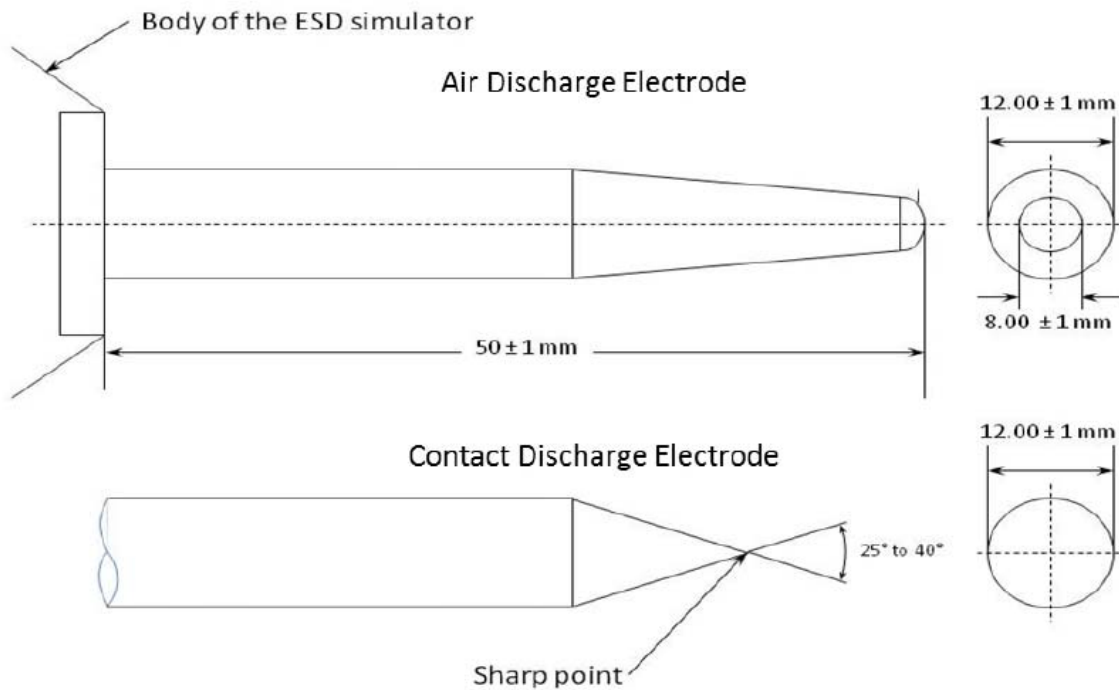 Body of the ESD simulator
Air Discharge Electrode
12.00 ± 1 mm
8.00 ± 1 mm
50 ± 1 mm
Contact Discharge Electrode
12.00 ± 1 mm
25° to 40°
Sharp point